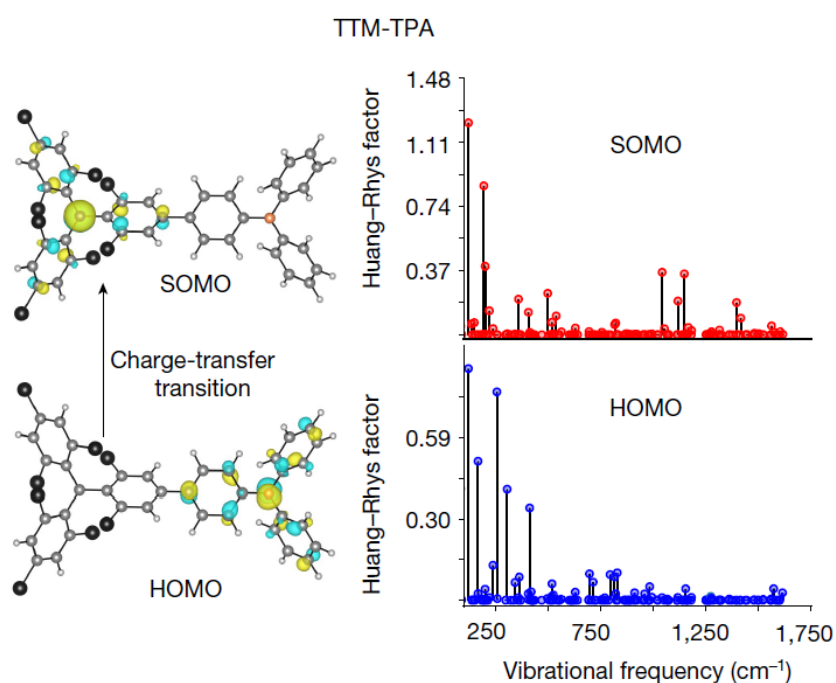 TTM-TPA
SOMO
Charge-transfer
transition
HOMO
Huang–Rhys factor
1.48
1.11
0.74
0.37
SOMO
Huang–Rhys factor
0.59
0.30
HOMO
250 750 1,250 1,750
Vibrational frequency (cm⁻¹)